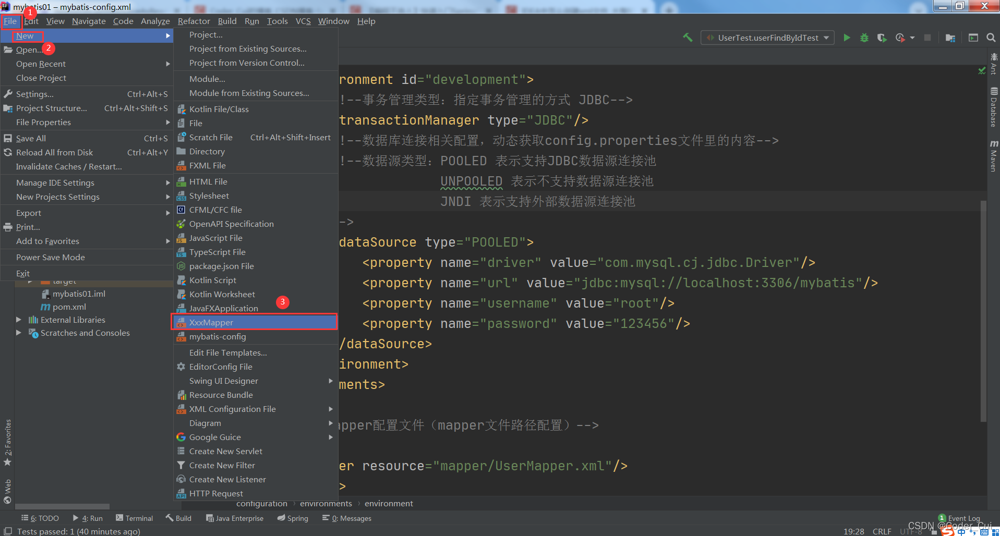 mybatis01 – mybatis-config.xml
1
File Edit View Navigate Code Analyze Refactor Build Run Tools VCS Window Help
UserTest.userFindByIdTest
New
2
Open...
Open Recent
Close Project
Settings... Ctrl+Alt+S
Project Structure... Ctrl+Alt+Shift+S
File Properties
Save All Ctrl+S
Reload All from Disk Ctrl+Alt+Y
Invalidate Caches / Restart...
Manage IDE Settings
New Projects Settings
Export
Print...
Add to Favorites
Power Save Mode
Exit
target
mybatis01.iml
pom.xml
External Libraries
Scratches and Consoles
Project...
Project from Existing Sources...
Project from Version Control...
Module...
Module from Existing Sources...
Kotlin File/Class
File
Scratch File Ctrl+Alt+Shift+Insert
Directory
FXML File
HTML File
Stylesheet
CFML/CFC file
OpenAPI Specification
JavaScript File
TypeScript File
package.json File
Kotlin Script
Kotlin Worksheet
3
JavaFXApplication
XxxMapper
mybatis-config
Edit File Templates...
EditorConfig File
Swing UI Designer
Resource Bundle
XML Configuration File
Diagram
Google Guice
Create New Servlet
Create New Filter
Create New Listener
HTTP Request
ronment id="development">
!--事务管理类型：指定事务管理的方式 JDBC-->
transactionManager type="JDBC"/>
!--数据库连接相关配置，动态获取config.properties文件里的内容-->
!--数据源类型：POOLED 表示支持JDBC数据源连接池
UNPOOLED 表示不支持数据源连接池
JNDI 表示支持外部数据源连接池
->
dataSource type="POOLED">
<property name="driver" value="com.mysql.cj.jdbc.Driver"/>
<property name="url" value="jdbc:mysql://localhost:3306/mybatis"/>
<property name="username" value="root"/>
<property name="password" value="123456"/>
/dataSource>
ironment>
ments>
apper配置文件（mapper文件路径配置）-->
er resource="mapper/UserMapper.xml"/>
>
configuration › environments › environment
Ant
Database
m Maven
2: Favorites
Web
6: TODO 4: Run Terminal Build Java Enterprise Spring 0: Messages
1 Event Log
Tests passed: 1 (40 minutes ago)
19:28 CRLF UTF-8
CSDN @Coder_Cui
中